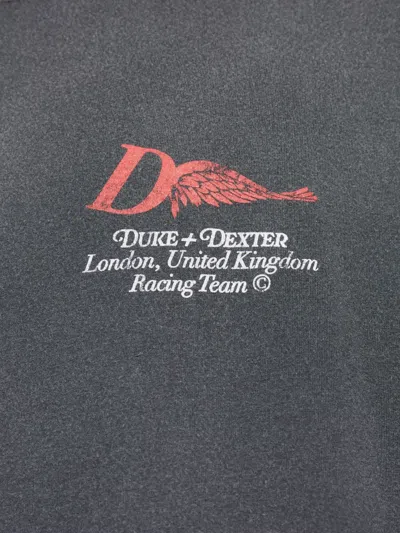 D
DUKE + DEXTER
London, United Kingdom
Racing Team ©